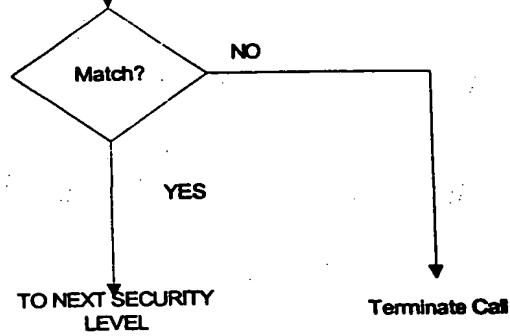 NO
Match?
YES
TO NEXT SECURITY
LEVEL
Terminate Call